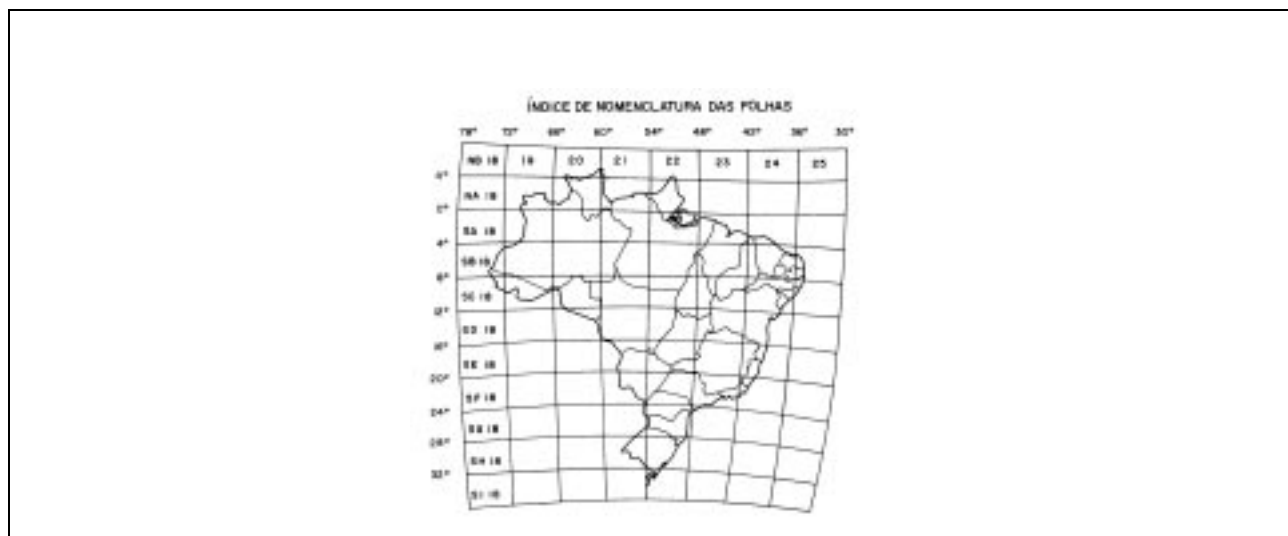 ÍNDICE DE NOMENCLATURA DAS FOLHAS
78° 72° 66° 60° 54° 48° 42° 36° 30°
NB 18 19 20 21 22 23 24 25
4°
NA 18
0°
SA 18
4°
SB 18
8°
SC 18
12°
SD 18
16°
SE 18
20°
SF 18
24°
SG 18
28°
SH 18
32°
SI 18